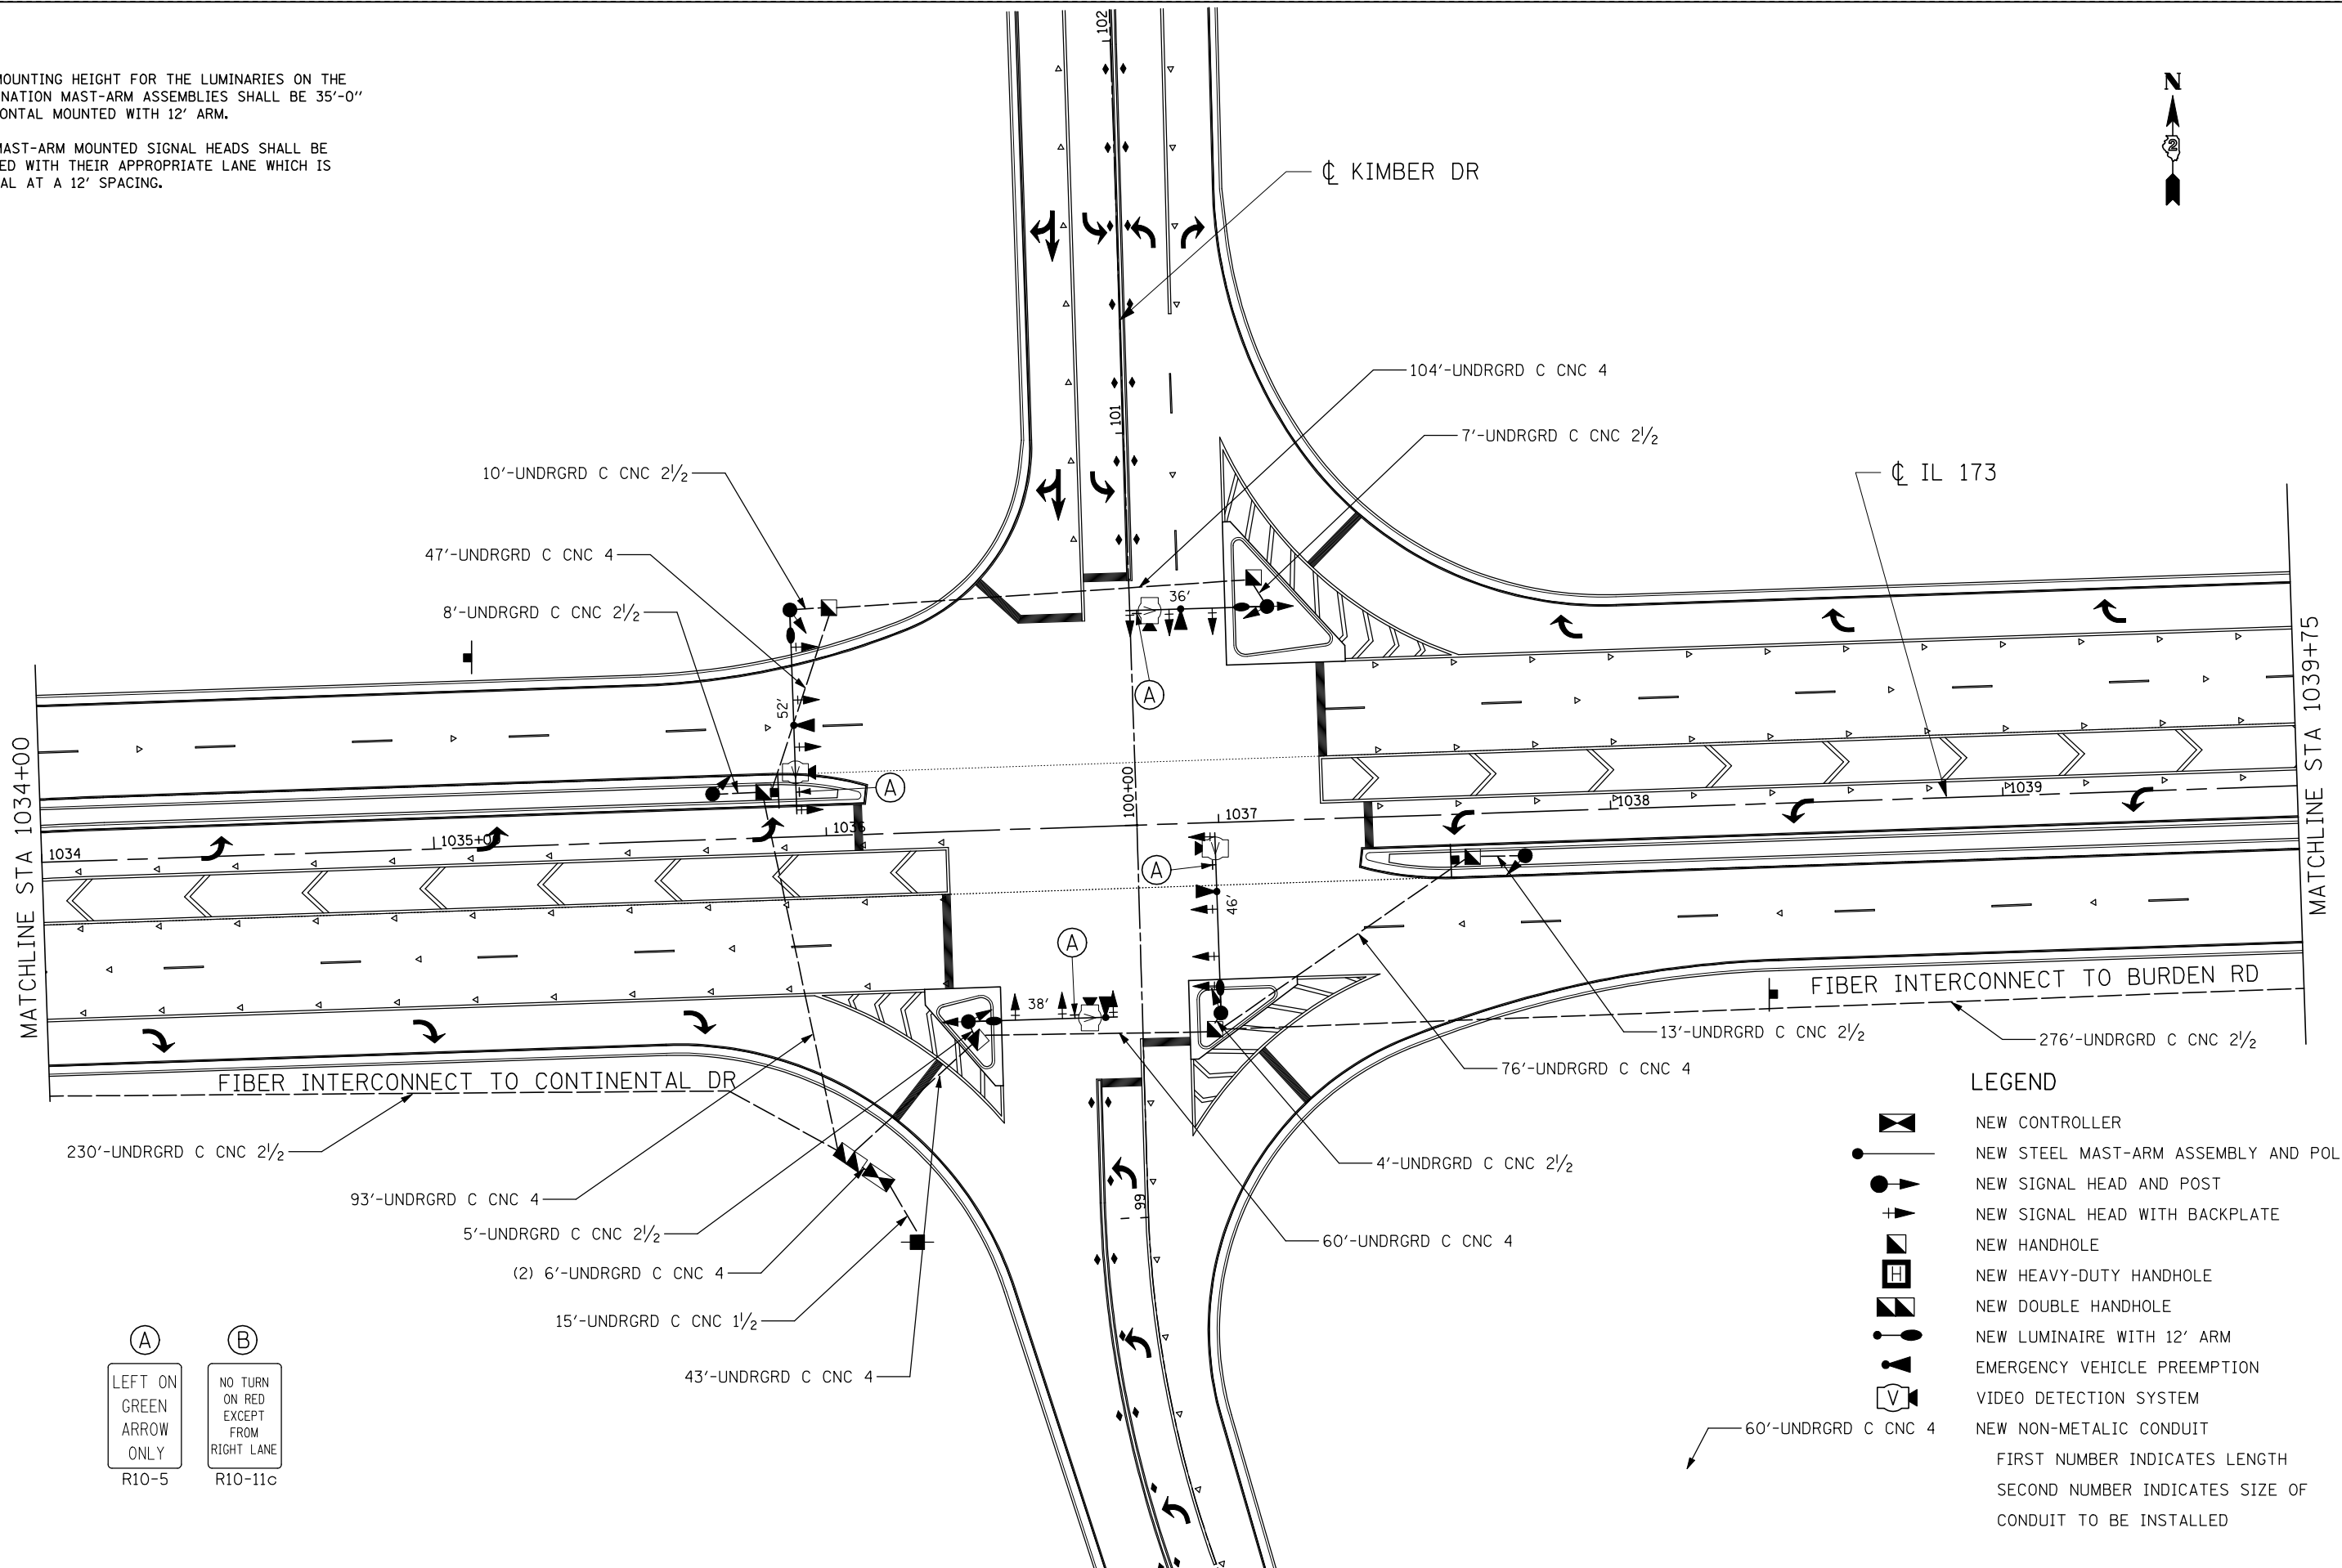 MOUNTING HEIGHT FOR THE LUMINARIES ON THE
NATION MAST-ARM ASSEMBLIES SHALL BE 35'-0"
ONTAL MOUNTED WITH 12' ARM.
MAST-ARM MOUNTED SIGNAL HEADS SHALL BE
ED WITH THEIR APPROPRIATE LANE WHICH IS
AL AT A 12' SPACING.
N
2
102
℄ KIMBER DR
104'-UNDRGRD C CNC 4
101
7'-UNDRGRD C CNC 2½
℄ IL 173
10'-UNDRGRD C CNC 2½
47'-UNDRGRD C CNC 4
8'-UNDRGRD C CNC 2½
36'
V
A
52'
V
A
MATCHLINE STA 1034+00
MATCHLINE STA 1039+75
1034
1035+00
1036
100+00
1037
1038
1039
V
A
46'
A
38'
V
FIBER INTERCONNECT TO BURDEN RD
13'-UNDRGRD C CNC 2½
276'-UNDRGRD C CNC 2½
76'-UNDRGRD C CNC 4
FIBER INTERCONNECT TO CONTINENTAL DR
230'-UNDRGRD C CNC 2½
93'-UNDRGRD C CNC 4
5'-UNDRGRD C CNC 2½
(2) 6'-UNDRGRD C CNC 4
15'-UNDRGRD C CNC 1½
43'-UNDRGRD C CNC 4
99
4'-UNDRGRD C CNC 2½
60'-UNDRGRD C CNC 4
A
LEFT ON
GREEN
ARROW
ONLY
R10-5
B
NO TURN
ON RED
EXCEPT
FROM
RIGHT LANE
R10-11c
LEGEND
NEW CONTROLLER
NEW STEEL MAST-ARM ASSEMBLY AND POL
NEW SIGNAL HEAD AND POST
NEW SIGNAL HEAD WITH BACKPLATE
NEW HANDHOLE
H NEW HEAVY-DUTY HANDHOLE
NEW DOUBLE HANDHOLE
NEW LUMINAIRE WITH 12' ARM
EMERGENCY VEHICLE PREEMPTION
V VIDEO DETECTION SYSTEM
60'-UNDRGRD C CNC 4 NEW NON-METALIC CONDUIT
FIRST NUMBER INDICATES LENGTH
SECOND NUMBER INDICATES SIZE OF
CONDUIT TO BE INSTALLED